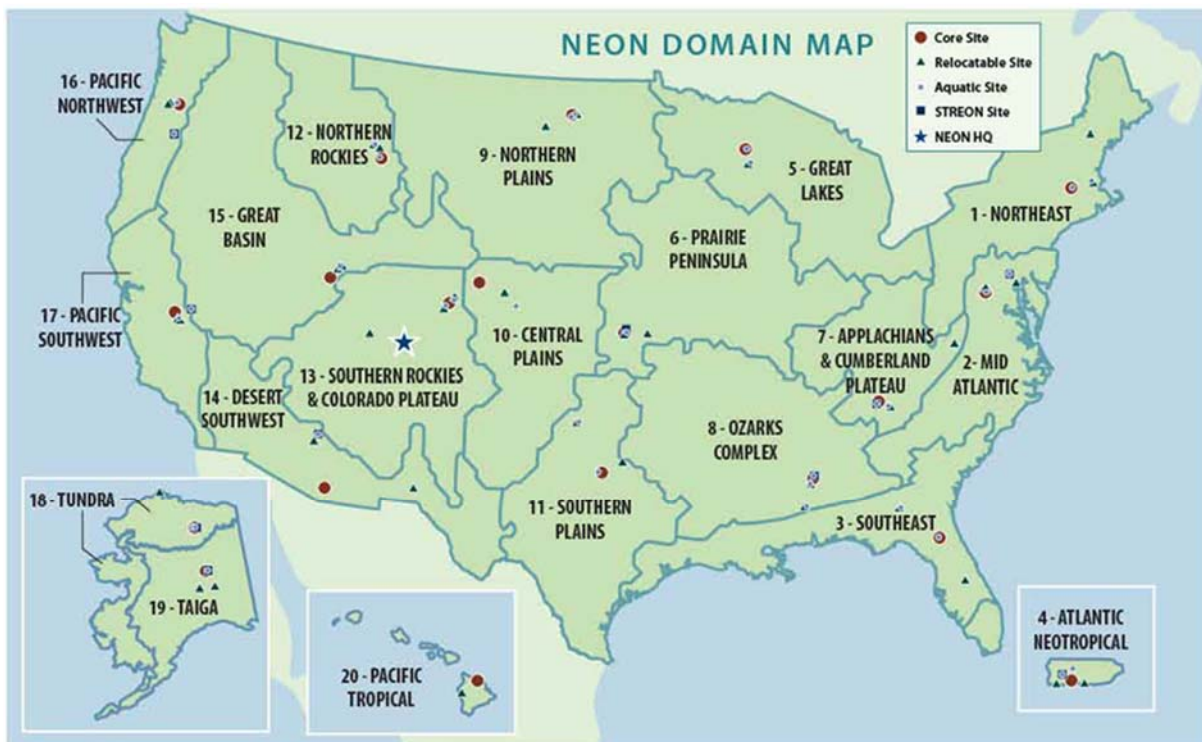 NEON DOMAIN MAP
Core Site
Relocatable Site
Aquatic Site
STREON Site
NEON HQ
16 - PACIFIC
NORTHWEST
12 - NORTHERN
ROCKIES
9 - NORTHERN
PLAINS
5 - GREAT
LAKES
1 - NORTHEAST
15 - GREAT
BASIN
6 - PRAIRIE
PENINSULA
17 - PACIFIC
SOUTHWEST
10 - CENTRAL
PLAINS
7 - APPLACHIANS
& CUMBERLAND
PLATEAU
2 - MID
ATLANTIC
13 - SOUTHERN ROCKIES
& COLORADO PLATEAU
14 - DESERT
SOUTHWEST
8 - OZARKS
COMPLEX
11 - SOUTHERN
PLAINS
3 - SOUTHEAST
18 - TUNDRA
19 - TAIGA
20 - PACIFIC
TROPICAL
4 - ATLANTIC
NEOTROPICAL